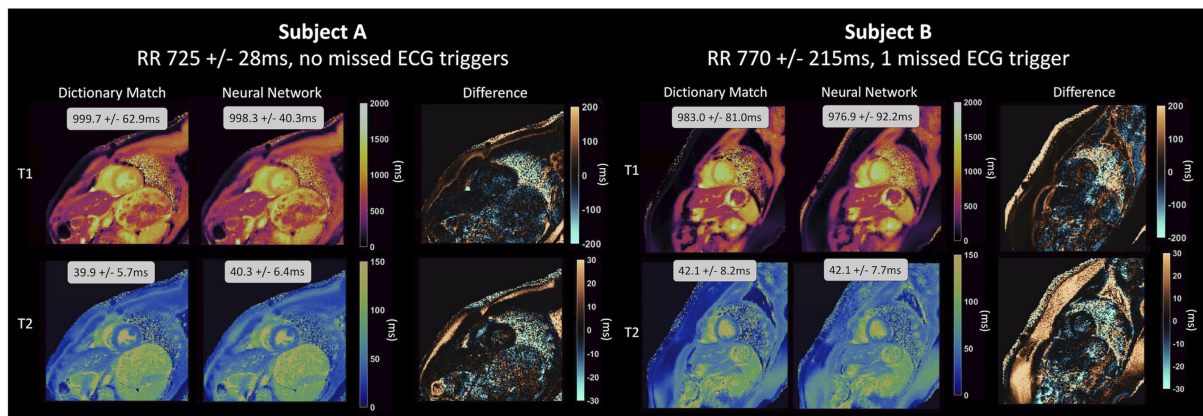 Subject A
RR 725 +/- 28ms, no missed ECG triggers
Dictionary Match
Neural Network
Difference
T1
999.7 +/- 62.9ms
998.3 +/- 40.3ms
2000
1500
1000
500
0
(ms)
200
100
0
-100
-200
(ms)
T2
39.9 +/- 5.7ms
40.3 +/- 6.4ms
150
100
50
0
(ms)
30
20
10
0
-10
-20
-30
(ms)
Subject B
RR 770 +/- 215ms, 1 missed ECG trigger
Dictionary Match
Neural Network
Difference
T1
983.0 +/- 81.0ms
976.9 +/- 92.2ms
2000
1500
1000
500
0
(ms)
200
100
0
-100
-200
(ms)
T2
42.1 +/- 8.2ms
42.1 +/- 7.7ms
150
100
50
0
(ms)
30
20
10
0
-10
-20
-30
(ms)